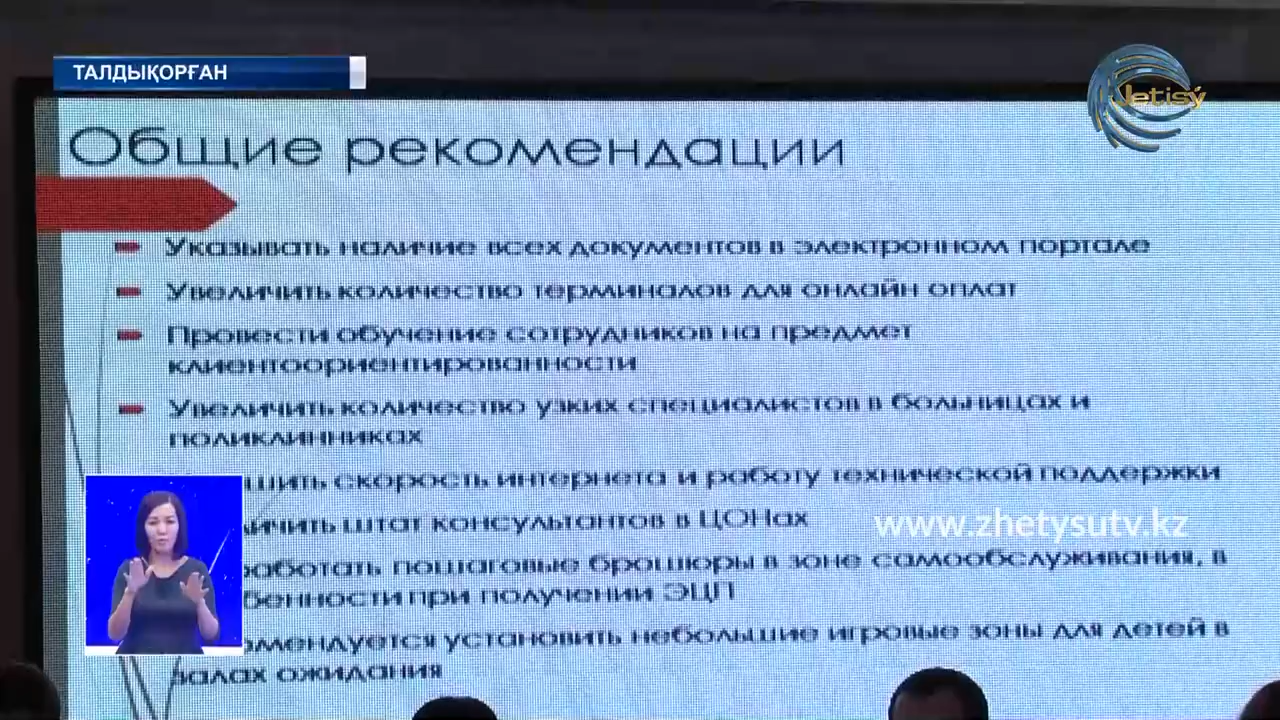 ТАЛДЫҚОРҒАН
Jetisý
Общие рекомендации
Указывать наличие всех документов в электронном портале
Увеличить количество терминалов для онлайн оплат
Провести обучение сотрудников на предмет
клиентоориентированности
Увеличить количество узких специалистов в больницах и
поликлинниках
скорость интернета и работу технической поддержки
штат консультантов в ЦОНах
www.zhetysutv.kz
пошаговые брошюры в зоне самообслуживания, в
при получении ЭЦП
установить небольшие игровые зоны для детей в
залах ожидания